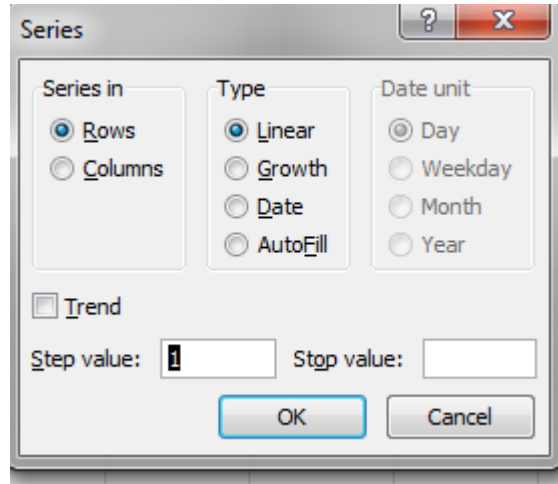 Series
Series in
Type
Date unit
Rows
Linear
Day
Columns
Growth
Weekday
Date
Month
AutoFill
Year
Trend
Step value: 1
Stop value:
OK
Cancel